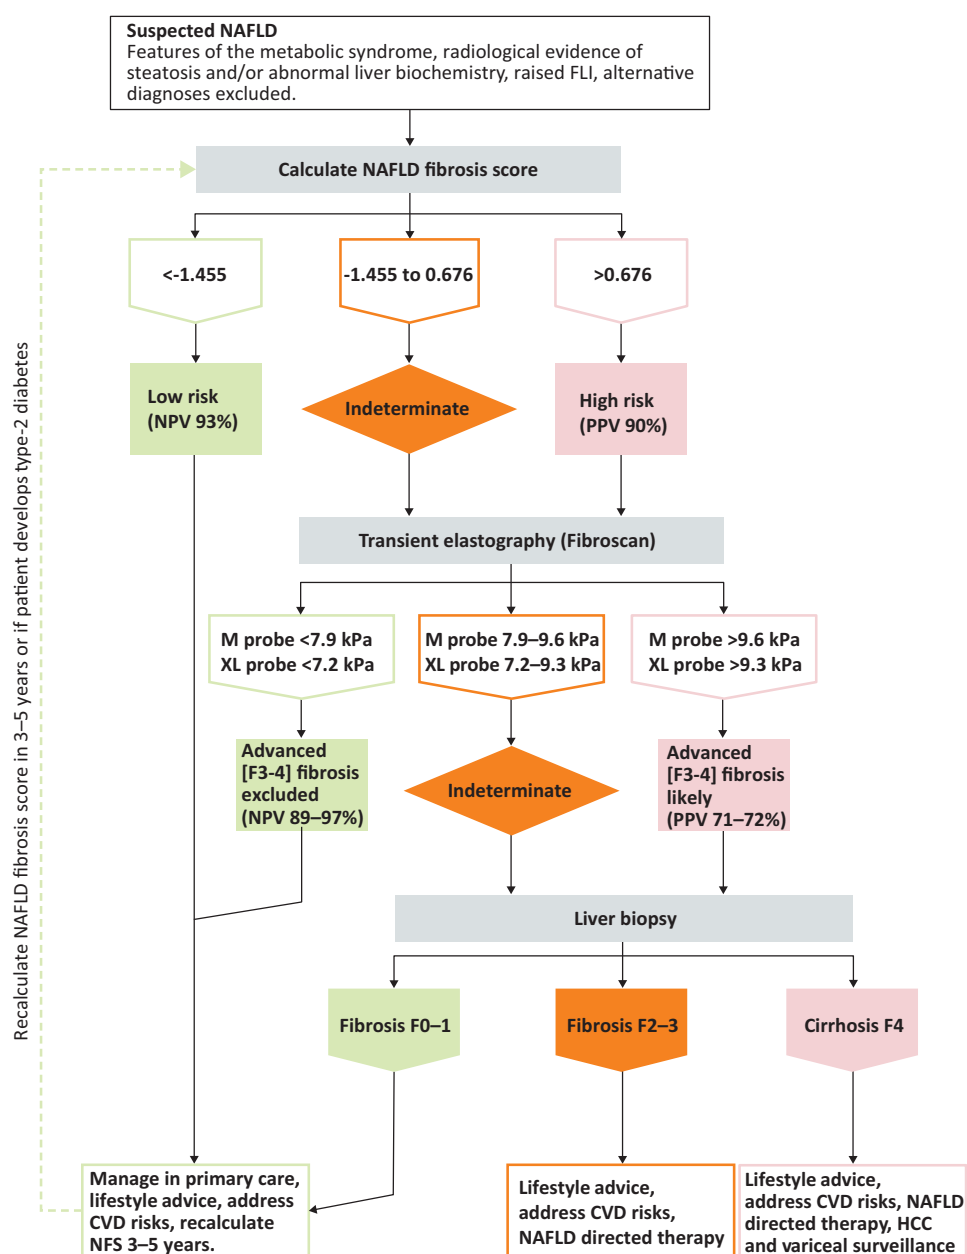 Suspected NAFLD
Features of the metabolic syndrome, radiological evidence of
steatosis and/or abnormal liver biochemistry, raised FLI, alternative
diagnoses excluded.
Calculate NAFLD fibrosis score
<-1.455
-1.455 to 0.676
>0.676
Low risk
(NPV 93%)
Indeterminate
High risk
(PPV 90%)
Transient elastography (Fibroscan)
M probe <7.9 kPa
XL probe <7.2 kPa
M probe 7.9–9.6 kPa
XL probe 7.2–9.3 kPa
M probe >9.6 kPa
XL probe >9.3 kPa
Advanced
[F3-4] fibrosis
excluded
(NPV 89–97%)
Indeterminate
Advanced
[F3-4] fibrosis
likely
(PPV 71–72%)
Liver biopsy
Fibrosis F0–1
Fibrosis F2–3
Cirrhosis F4
Manage in primary care,
lifestyle advice, address
CVD risks, recalculate
NFS 3–5 years.
Lifestyle advice,
address CVD risks,
NAFLD directed therapy
Lifestyle advice,
address CVD risks, NAFLD
directed therapy, HCC
and variceal surveillance
Recalculate NAFLD fibrosis score in 3–5 years or if patient develops type-2 diabetes